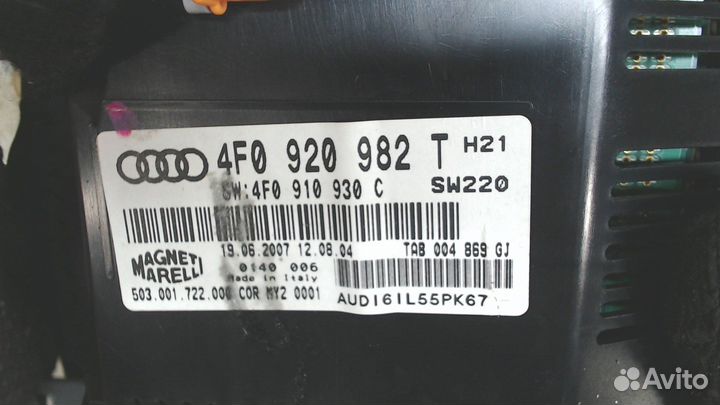 4F0 920 982 T H21
SW:4F0 910 930 C SW220
19.06.2007 12.08.04 TAB 004 869 GJ
MAGNETI
MARELLI
0140 006
Made in Italy
503.001.722.000 COR MY2 0001
AUDI6IL55PK67
Avito